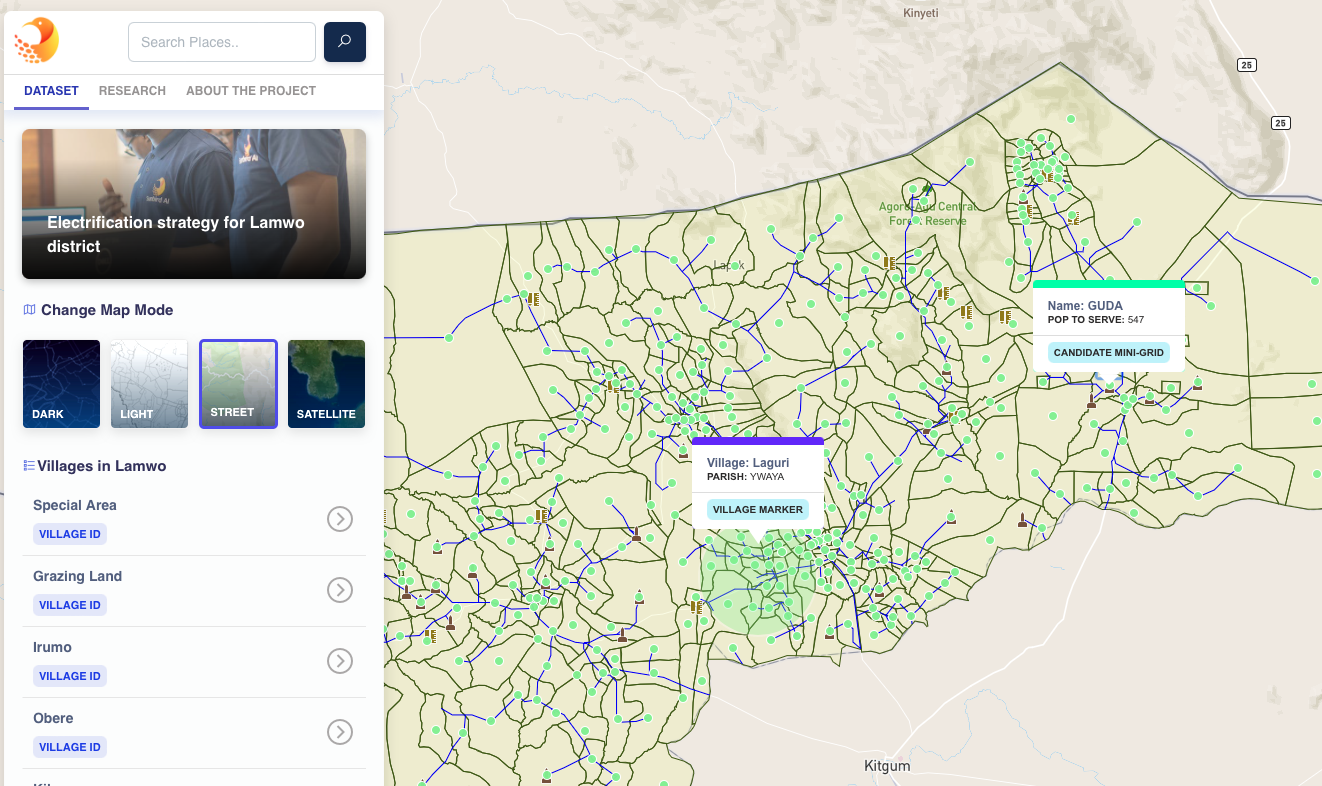 Search Places..
DATASET
RESEARCH
ABOUT THE PROJECT
Electrification strategy for Lamwo
district
Change Map Mode
DARK
LIGHT
STREET
SATELLITE
Villages in Lamwo
Special Area
VILLAGE ID
Grazing Land
VILLAGE ID
Irumo
VILLAGE ID
Obere
VILLAGE ID
Kinyeti
25
25
Agoro-Agu Central
Forest Reserve
Name: GUDA
POP TO SERVE: 547
CANDIDATE MINI-GRID
Village: Laguri
PARISH: YWAYA
VILLAGE MARKER
Kitgum